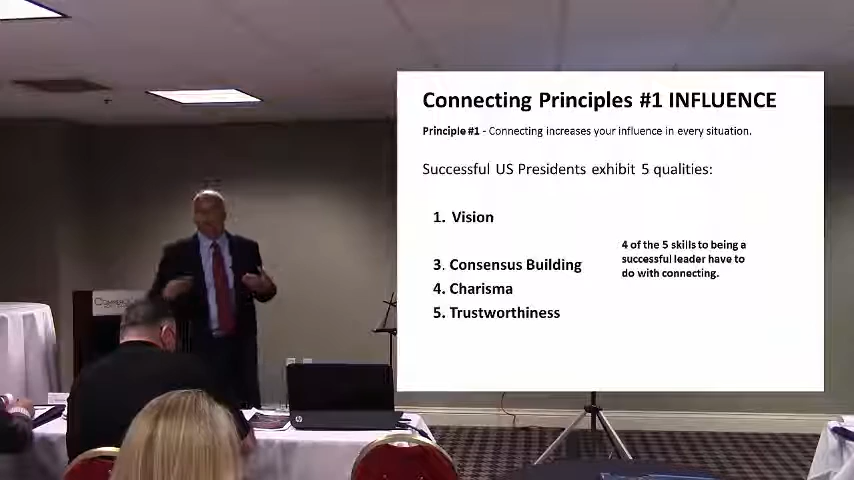 Connecting Principles #1 INFLUENCE
Principle #1 - Connecting increases your influence in every situation.
Successful US Presidents exhibit 5 qualities:
1. Vision
3. Consensus Building
4. Charisma
5. Trustworthiness
4 of the 5 skills to being a
successful leader have to
do with connecting.
hp